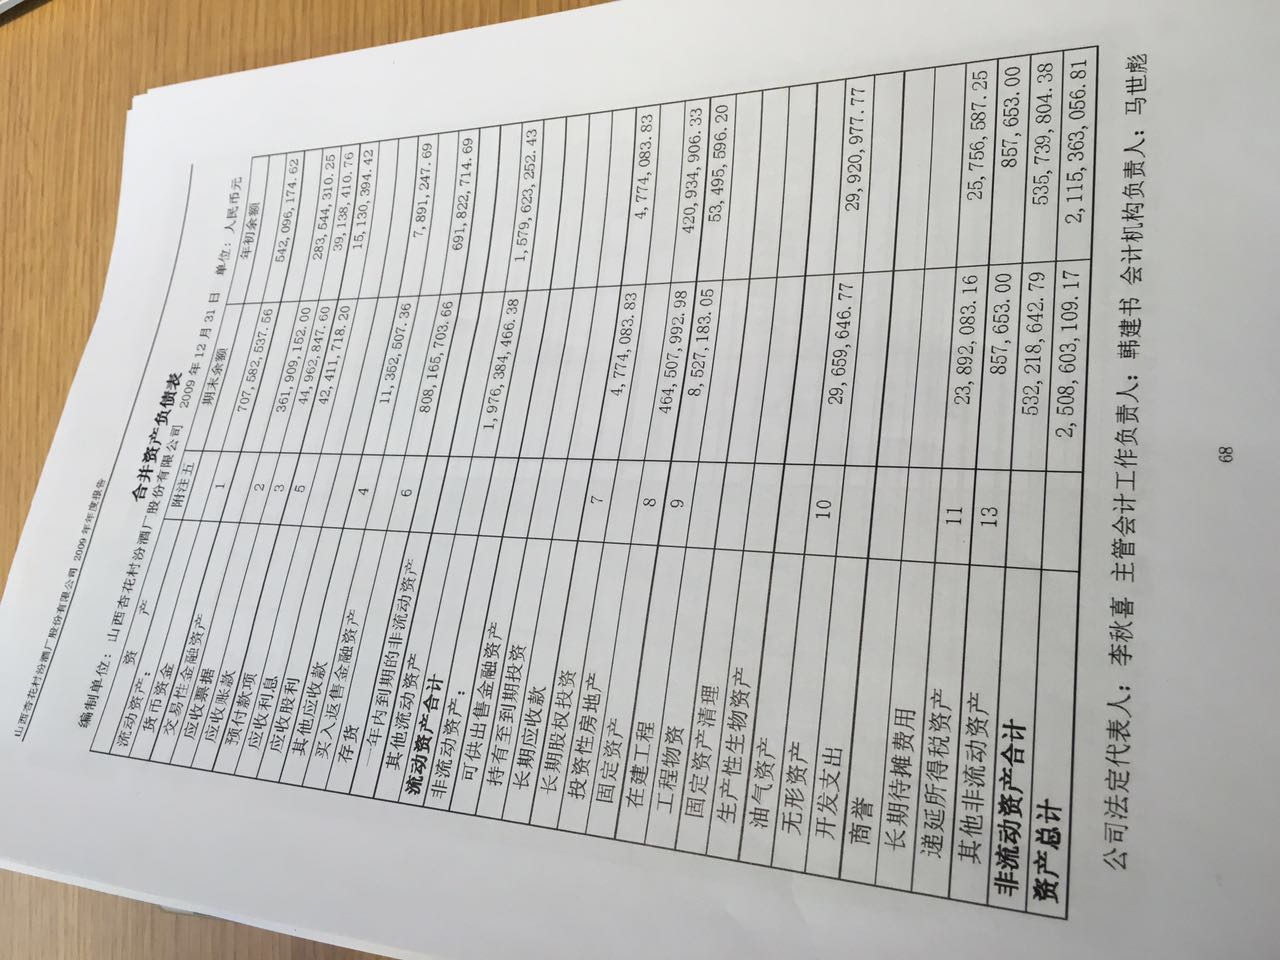 山西杏花村汾酒厂股份有限公司 2009 年年度报告
合并资产负债表
编制单位：山西杏花村汾酒厂股份有限公司 2009 年 12 月 31 日 单位：人民币元
资 产 附注五 期末余额 年初余额
流动资产：
货币资金 1 707,582,537.56 542,096,174.62
交易性金融资产
应收票据 2 361,909,152.00 283,544,310.25
应收账款 3 44,962,847.60 39,138,410.76
预付款项 5 42,411,718.20 15,130,394.42
应收利息
应收股利
其他应收款 4 11,352,507.36 7,891,247.69
买入返售金融资产
存货 6 808,165,703.66 691,822,714.69
一年内到期的非流动资产
其他流动资产
流动资产合计 1,976,384,466.38 1,579,623,252.43
非流动资产：
可供出售金融资产
持有至到期投资
长期应收款
长期股权投资 7 4,774,083.83 4,774,083.83
投资性房地产
固定资产 8 464,507,992.98 420,934,906.33
在建工程 9 8,527,183.05 53,495,596.20
工程物资
固定资产清理
生产性生物资产
油气资产
无形资产 10 29,659,646.77 29,920,977.77
开发支出
商誉
长期待摊费用
递延所得税资产 11 23,892,083.16 25,756,587.25
其他非流动资产 13 857,653.00 857,653.00
非流动资产合计 532,218,642.79 535,739,804.38
资产总计 2,508,603,109.17 2,115,363,056.81
公司法定代表人：李秋喜 主管会计工作负责人：韩建书 会计机构负责人：马世彪
68